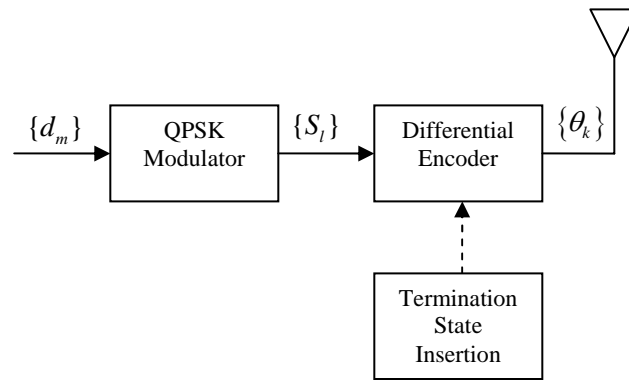 {d_m}
QPSK
Modulator
{S_l}
Differential
Encoder
{θ_k}
Termination
State
Insertion